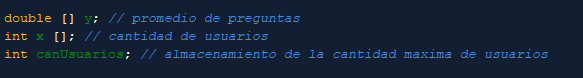 double [] y; // promedio de preguntas
int x []; // cantidad de usuarios
int canUsuarios; // almacenamiento de la cantidad maxima de usuarios